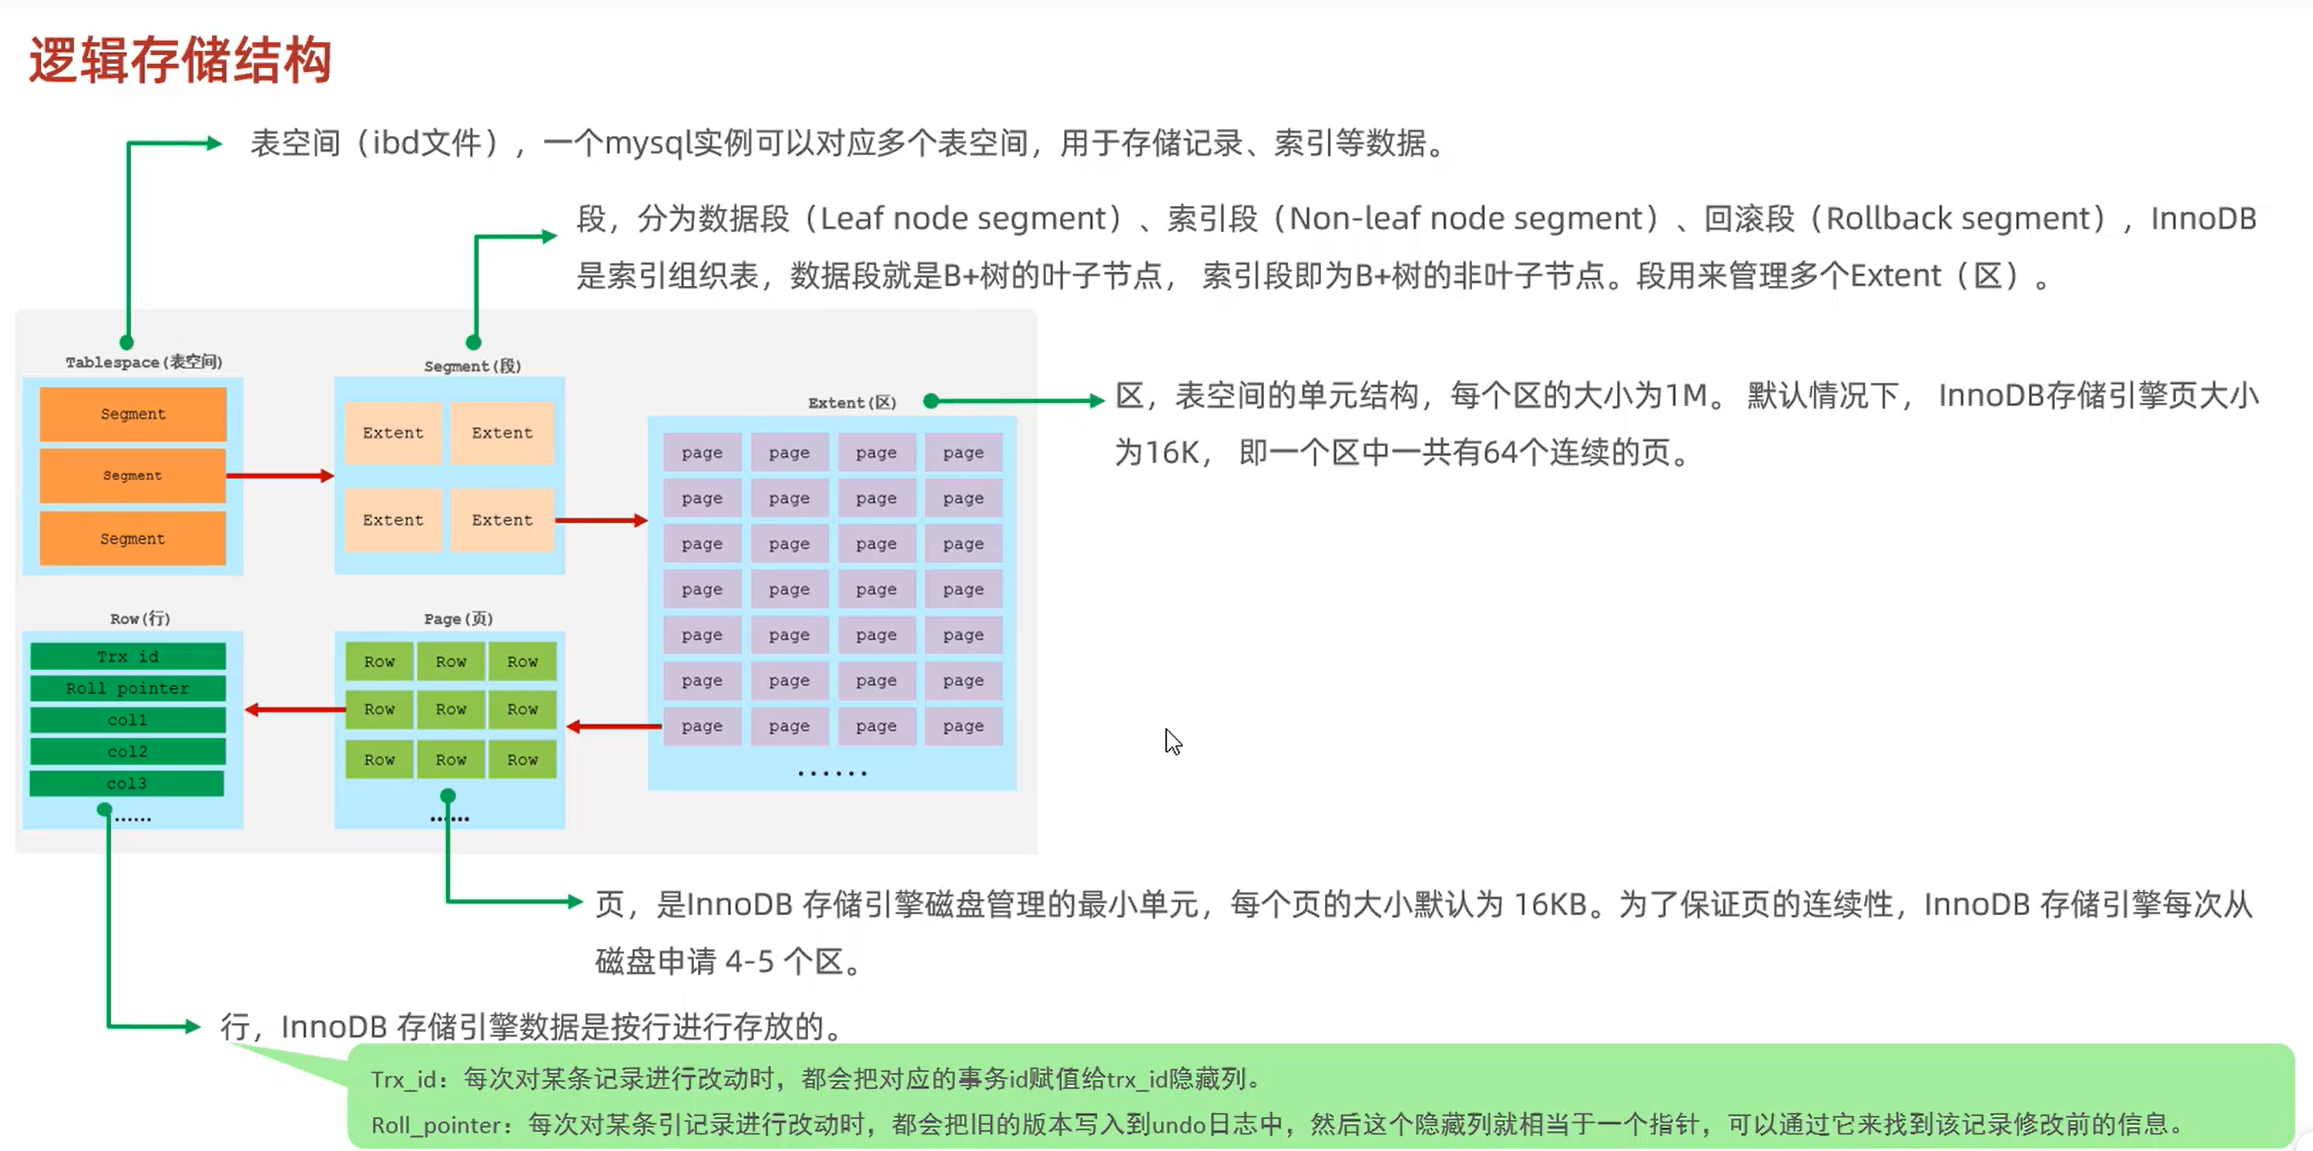 逻辑存储结构
表空间（ibd文件），一个mysql实例可以对应多个表空间，用于存储记录、索引等数据。
段，分为数据段（Leaf node segment）、索引段（Non-leaf node segment）、回滚段（Rollback segment），InnoDB
是索引组织表，数据段就是B+树的叶子节点， 索引段即为B+树的非叶子节点。段用来管理多个Extent（区）。
Tablespace(表空间)
Segment
Segment
Segment
Segment(段)
Extent Extent
Extent Extent
Extent(区)
page page page page
page page page page
page page page page
page page page page
page page page page
page page page page
page page page page
......
区，表空间的单元结构，每个区的大小为1M。 默认情况下， InnoDB存储引擎页大小
为16K， 即一个区中一共有64个连续的页。
Row(行)
Trx id
Roll pointer
col1
col2
col3
......
Page(页)
Row Row Row
Row Row Row
Row Row Row
......
页，是InnoDB 存储引擎磁盘管理的最小单元，每个页的大小默认为 16KB。为了保证页的连续性，InnoDB 存储引擎每次从
磁盘申请 4-5 个区。
行，InnoDB 存储引擎数据是按行进行存放的。
Trx_id：每次对某条记录进行改动时，都会把对应的事务id赋值给trx_id隐藏列。
Roll_pointer：每次对某条引记录进行改动时，都会把旧的版本写入到undo日志中，然后这个隐藏列就相当于一个指针，可以通过它来找到该记录修改前的信息。